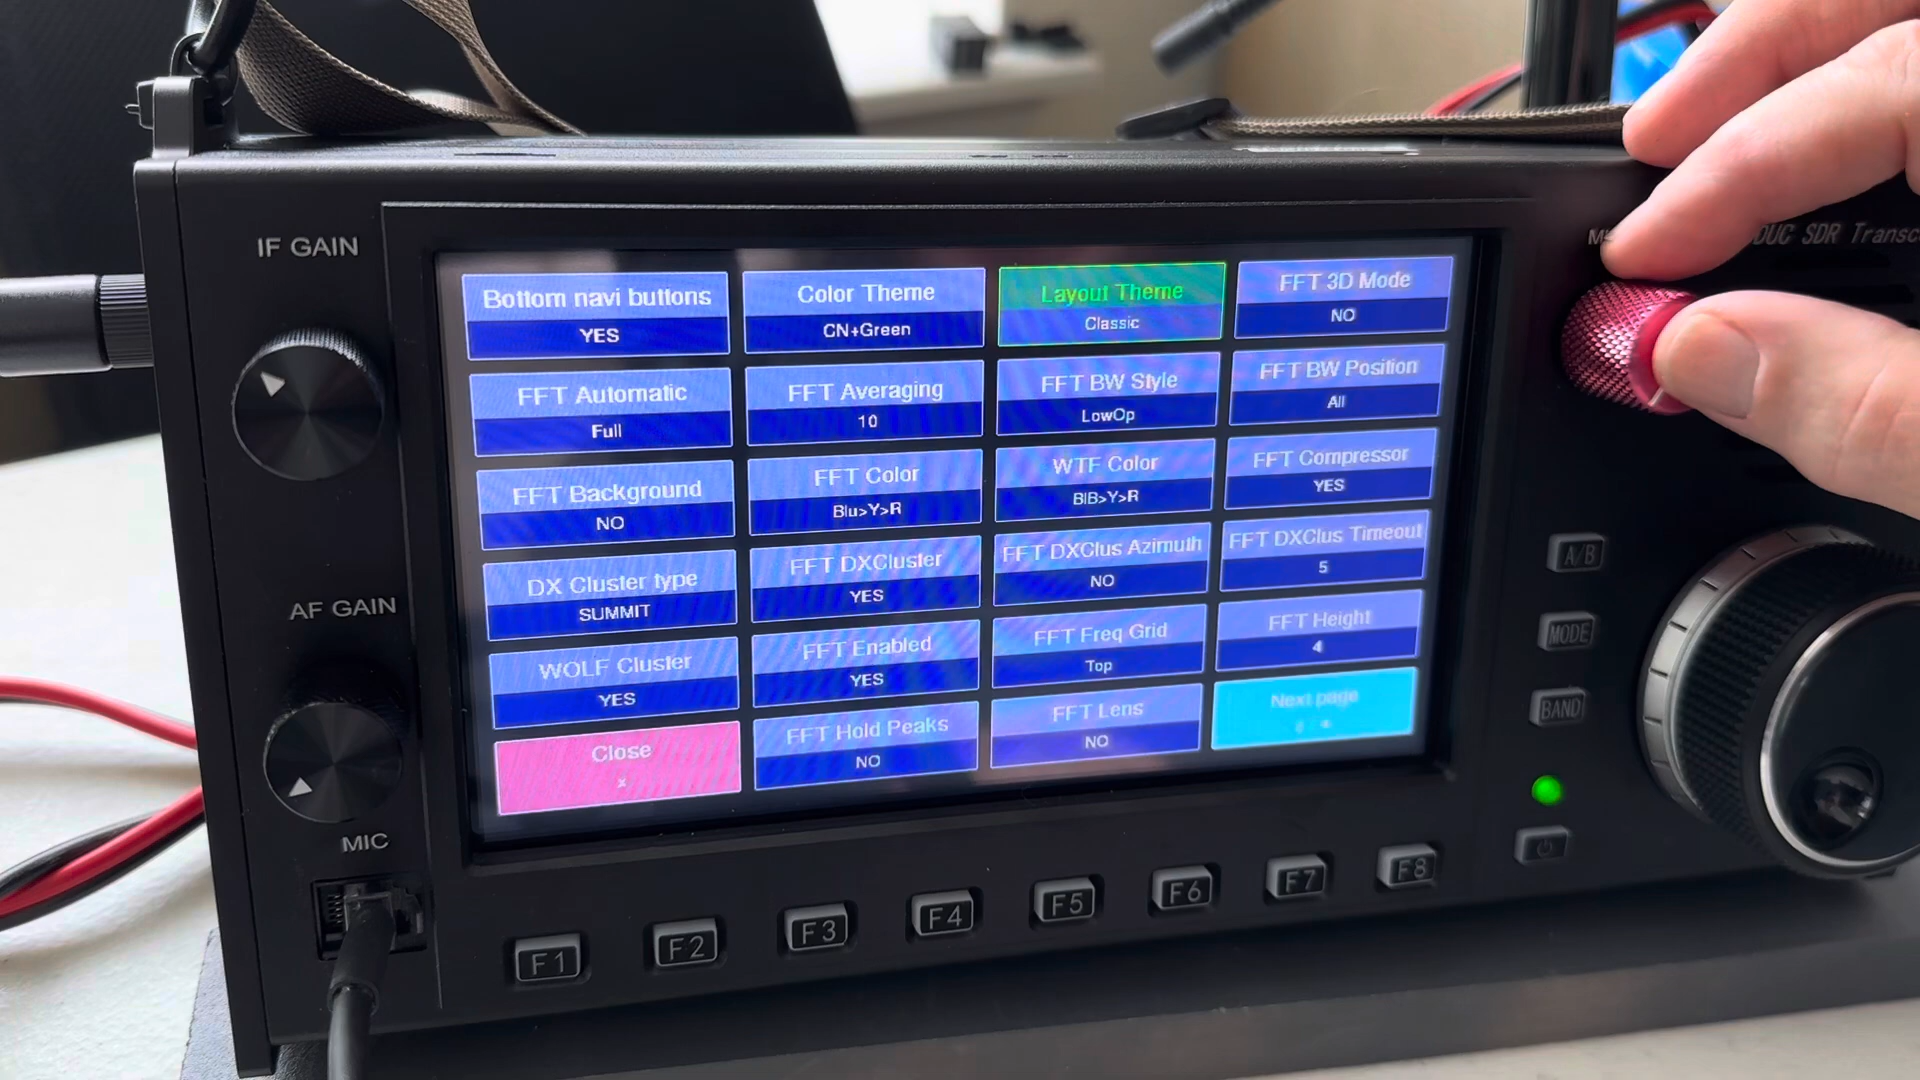 IF GAIN
DUC SDR Transc
Bottom navi buttons
YES
Color Theme
CN+Green
Layout Theme
Classic
FFT 3D Mode
NO
FFT Automatic
Full
FFT Averaging
10
FFT BW Style
LowOp
FFT BW Position
All
FFT Background
NO
FFT Color
Blu>Y>R
WTF Color
BlB>Y>R
FFT Compressor
YES
DX Cluster type
SUMMIT
FFT DXCluster
YES
FFT DXClus Azimuth
NO
FFT DXClus Timeout
5
WOLF Cluster
YES
FFT Enabled
YES
FFT Freq Grid
Top
FFT Height
4
Close
x
FFT Hold Peaks
NO
FFT Lens
NO
Next page
A/B
MODE
BAND
AF GAIN
MIC
F1
F2
F3
F4
F5
F6
F7
F8